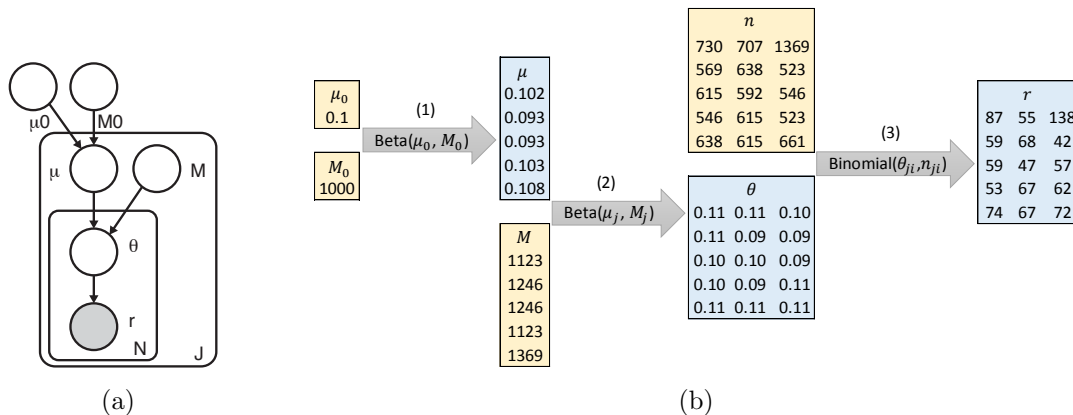 μ0
M0
μ
M
θ
r
N
J
(a)
μ₀
0.1
M₀
1000
(1)
Beta(μ₀, M₀)
μ
0.102
0.093
0.093
0.103
0.108
M
1123
1246
1246
1123
1369
(2)
Beta(μⱼ, Mⱼ)
n
730 707 1369
569 638 523
615 592 546
546 615 523
638 615 661
θ
0.11 0.11 0.10
0.11 0.09 0.09
0.10 0.10 0.09
0.10 0.09 0.11
0.11 0.11 0.11
(3)
Binomial(θⱼᵢ,nⱼᵢ)
r
87 55 138
59 68 42
59 47 57
53 67 62
74 67 72
(b)